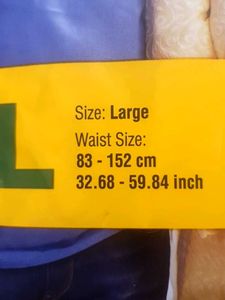 L
Size: Large
Waist Size:
83 - 152 cm
32.68 - 59.84 inch